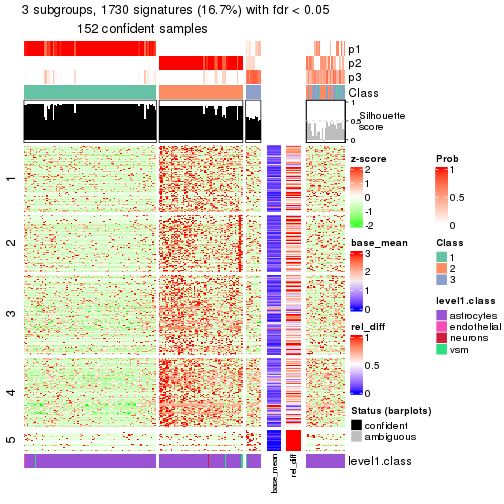 3 subgroups, 1730 signatures (16.7%) with fdr < 0.05
152 confident samples
p1
p2
p3
Class
1
0.5
0
Silhouette
score
1
2
3
4
5
level1.class
base_mean
rel_diff
z-score
2
1
0
-1
-2
base_mean
3
2
1
0
rel_diff
1
0.5
0
Status (barplots)
confident
ambiguous
Prob
1
0.5
0
Class
1
2
3
level1.class
astrocytes
endothelial
neurons
vsm